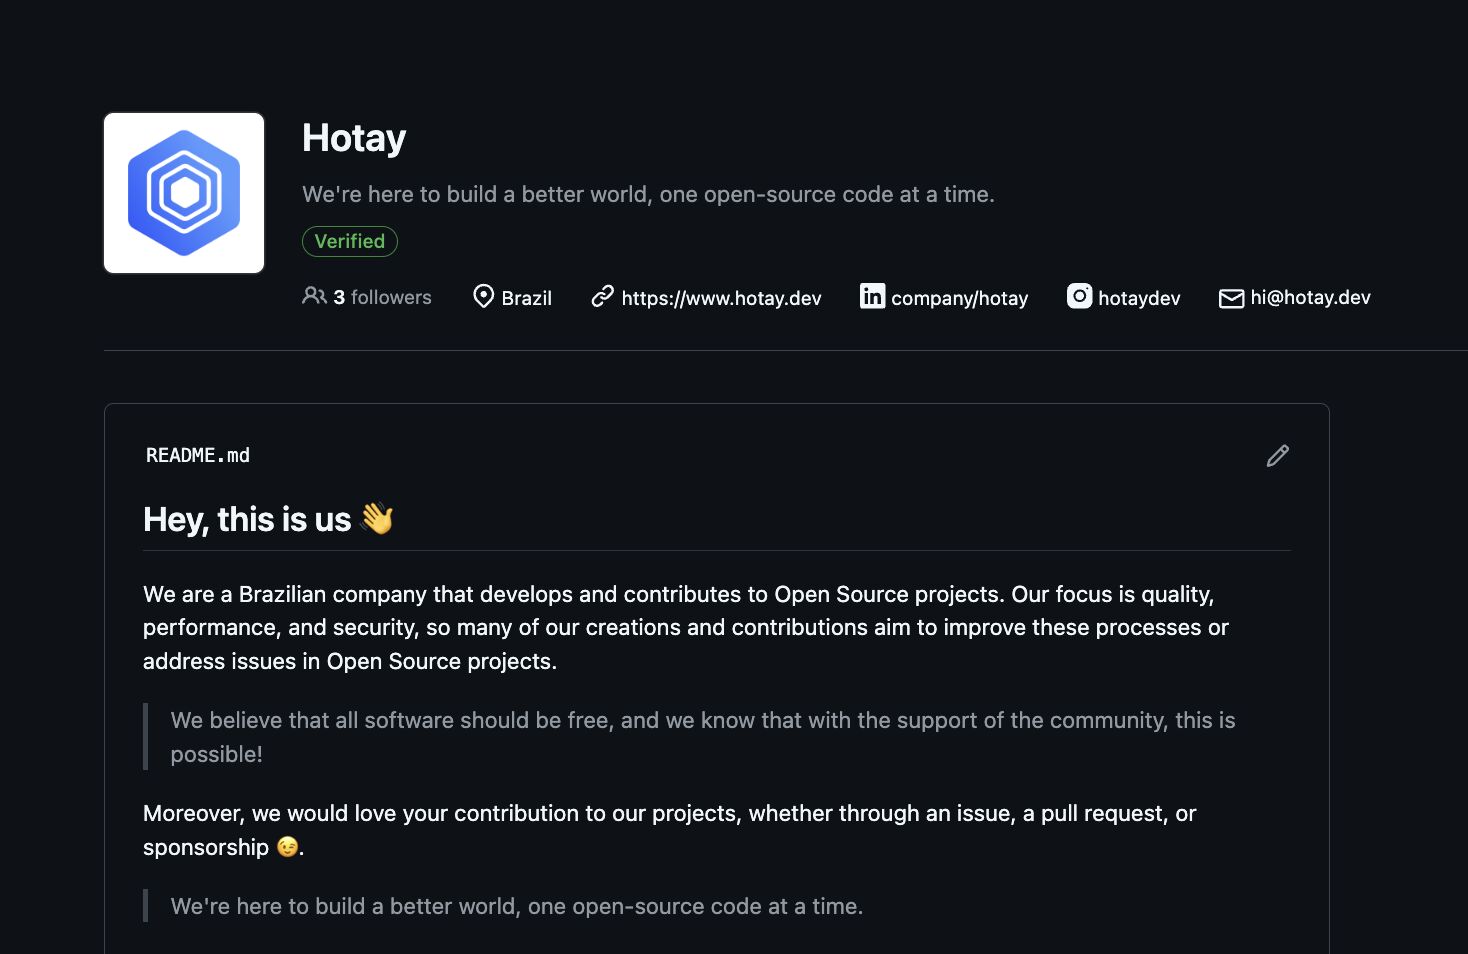 Hotay
We're here to build a better world, one open-source code at a time.
Verified
3 followers
Brazil
https://www.hotay.dev
company/hotay
hotaydev
hi@hotay.dev
README.md
Hey, this is us 👋
We are a Brazilian company that develops and contributes to Open Source projects. Our focus is quality,
performance, and security, so many of our creations and contributions aim to improve these processes or
address issues in Open Source projects.
We believe that all software should be free, and we know that with the support of the community, this is
possible!
Moreover, we would love your contribution to our projects, whether through an issue, a pull request, or
sponsorship 😉.
We're here to build a better world, one open-source code at a time.